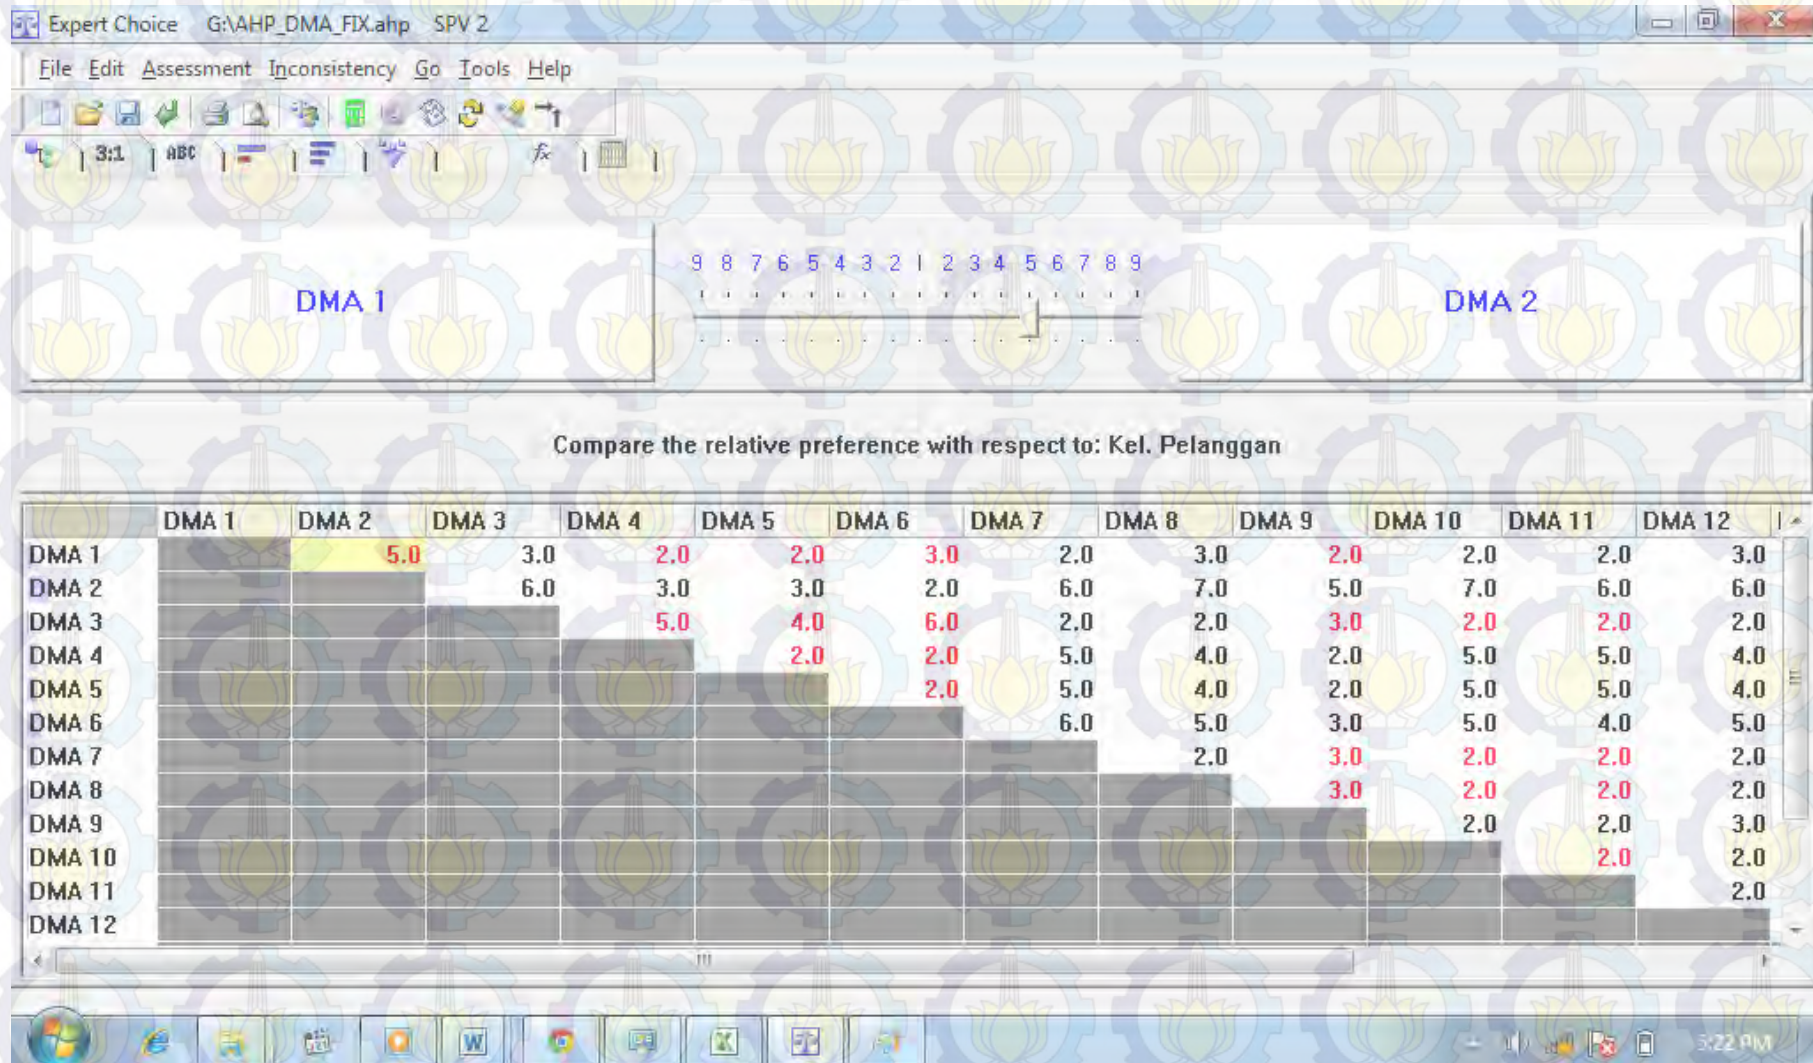 Expert Choice G:\AHP_DMA_FIX.ahp SPV 2
File Edit Assessment Inconsistency Go Tools Help
3:1 ABC fx
9 8 7 6 5 4 3 2 1 2 3 4 5 6 7 8 9
DMA 1 DMA 2
Compare the relative preference with respect to: Kel. Pelanggan
DMA 1 DMA 2 DMA 3 DMA 4 DMA 5 DMA 6 DMA 7 DMA 8 DMA 9 DMA 10 DMA 11 DMA 12
DMA 1 5.0 3.0 2.0 2.0 3.0 2.0 3.0 2.0 2.0 2.0 3.0
DMA 2 6.0 3.0 3.0 2.0 6.0 7.0 5.0 7.0 6.0 6.0
DMA 3 5.0 4.0 6.0 2.0 2.0 3.0 2.0 2.0 2.0
DMA 4 2.0 2.0 5.0 4.0 2.0 5.0 5.0 4.0
DMA 5 2.0 5.0 4.0 2.0 5.0 5.0 4.0
DMA 6 6.0 5.0 3.0 5.0 4.0 5.0
DMA 7 2.0 3.0 2.0 2.0 2.0
DMA 8 3.0 2.0 2.0 2.0
DMA 9 2.0 2.0 3.0
DMA 10 2.0 2.0
DMA 11 2.0
DMA 12
5:22 PM